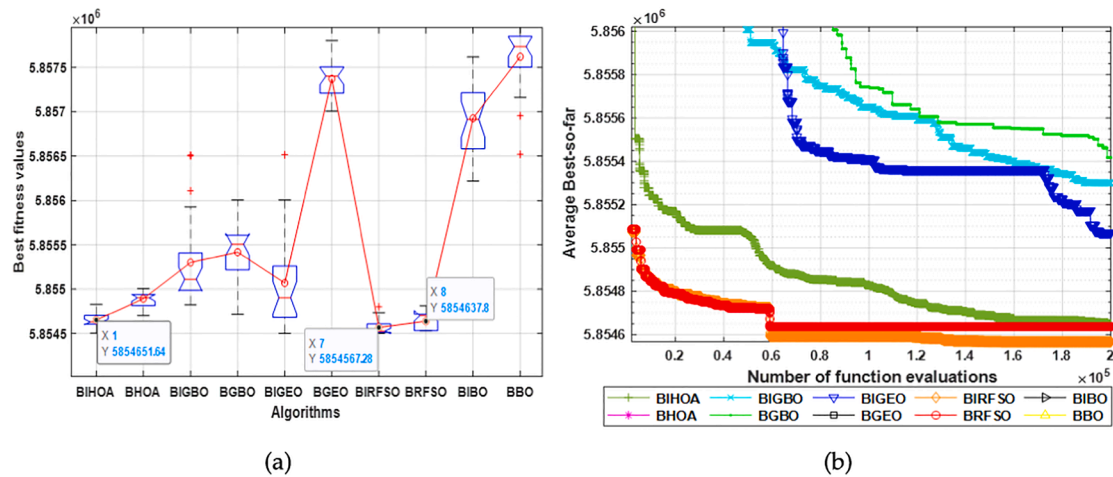 ×10⁶
5.8575
5.857
5.8565
5.856
5.8555
5.855
5.8545
Best fitness values
X 1
Y 5854651.64
X 7
Y 5854567.28
X 8
Y 5854637.8
BIHOA BHOA BIGBO BGBO BIGEO BGEO BIRFSO BRFSO BIBO BBO
Algorithms
(a)
×10⁶
5.856
5.8558
5.8556
5.8554
5.8552
5.855
5.8548
5.8546
Average Best-so-far
0.2 0.4 0.6 0.8 1 1.2 1.4 1.6 1.8 2
Number of function evaluations
×10⁵
BIHOA BIGBO BIGEO BIRFSO BIBO
BHOA BGBO BGEO BRFSO BBO
(b)